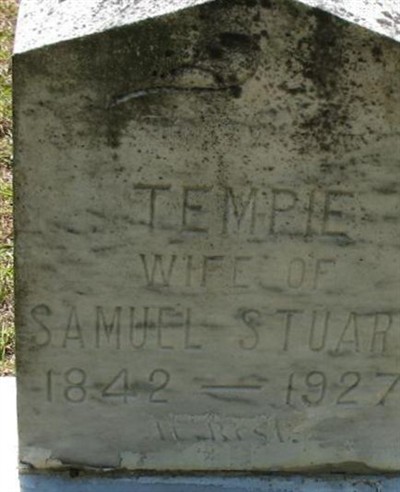 TEMPIE
WIFE OF
SAMUEL STUART
1842 — 1927